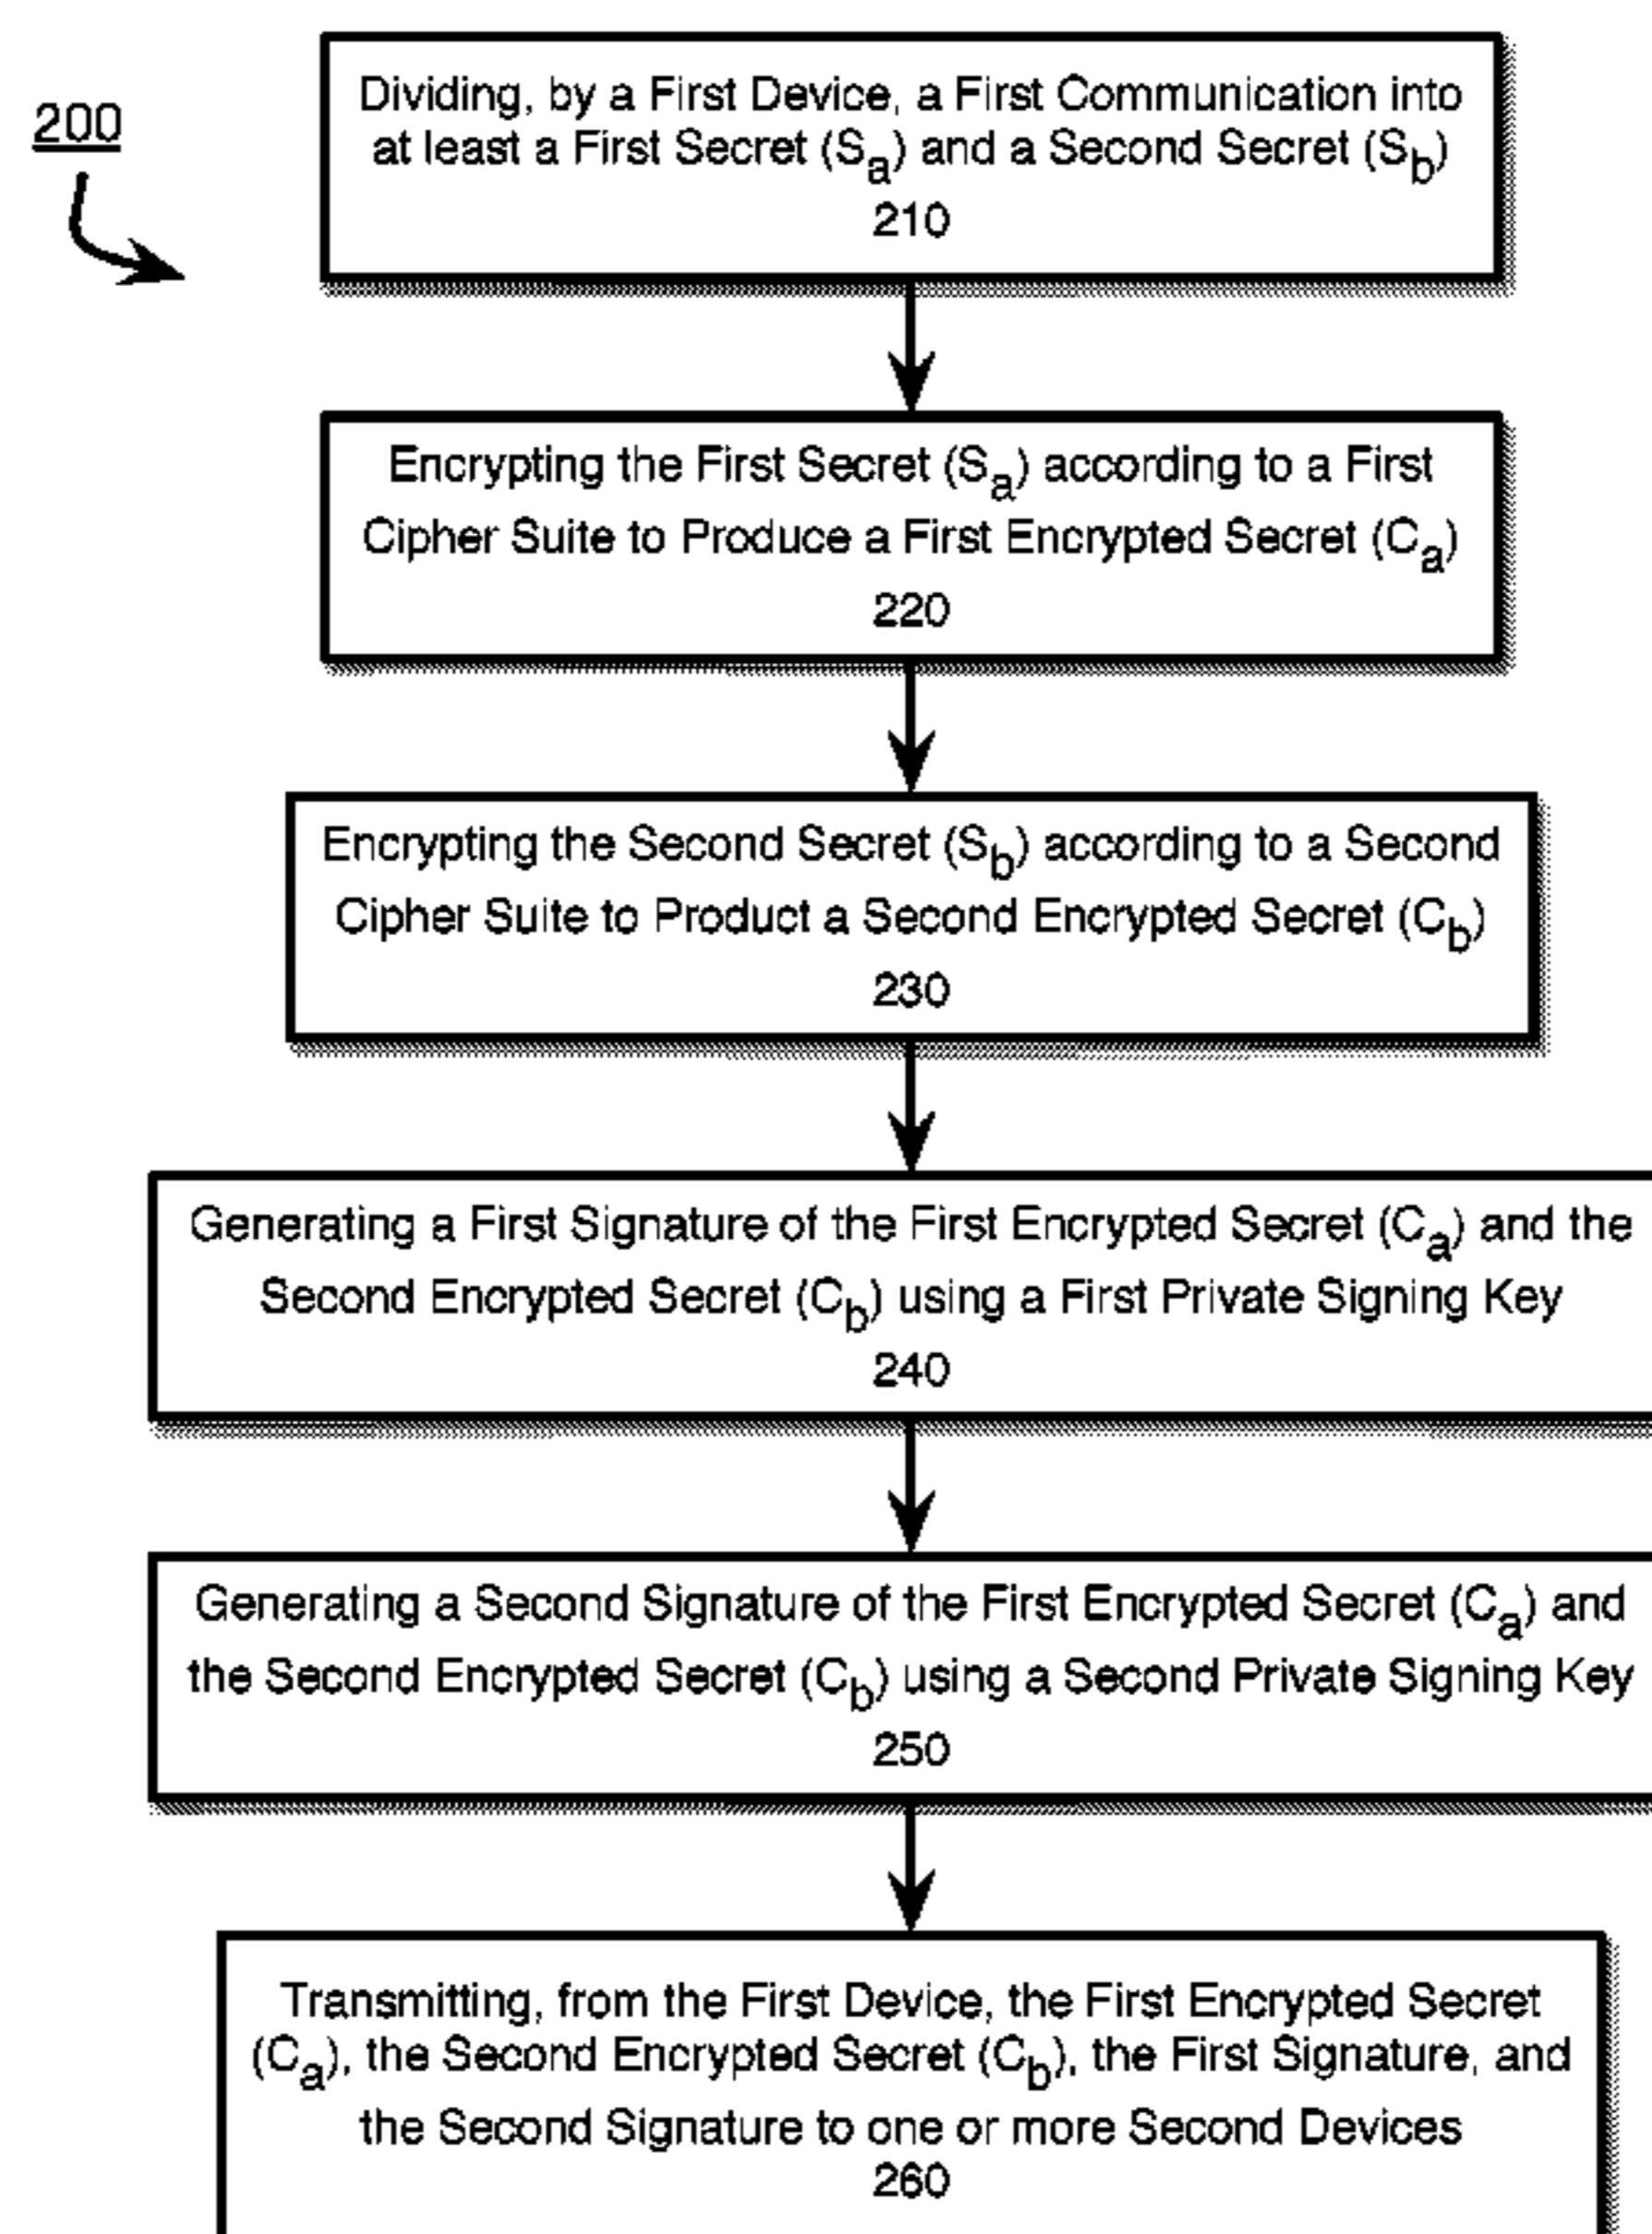 200
Dividing, by a First Device, a First Communication into
at least a First Secret (Sa) and a Second Secret (Sb)
210
Encrypting the First Secret (Sa) according to a First
Cipher Suite to Produce a First Encrypted Secret (Ca)
220
Encrypting the Second Secret (Sb) according to a Second
Cipher Suite to Product a Second Encrypted Secret (Cb)
230
Generating a First Signature of the First Encrypted Secret (Ca) and the
Second Encrypted Secret (Cb) using a First Private Signing Key
240
Generating a Second Signature of the First Encrypted Secret (Ca) and
the Second Encrypted Secret (Cb) using a Second Private Signing Key
250
Transmitting, from the First Device, the First Encrypted Secret
(Ca), the Second Encrypted Secret (Cb), the First Signature, and
the Second Signature to one or more Second Devices
260